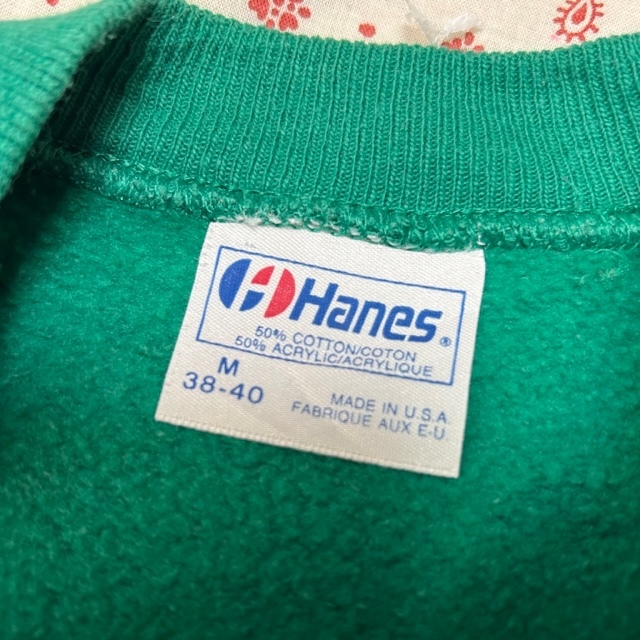 Hanes®
50% COTTON/COTON
50% ACRYLIC/ACRYLIQUE
M
38-40
MADE IN U.S.A.
FABRIQUE AUX E-U